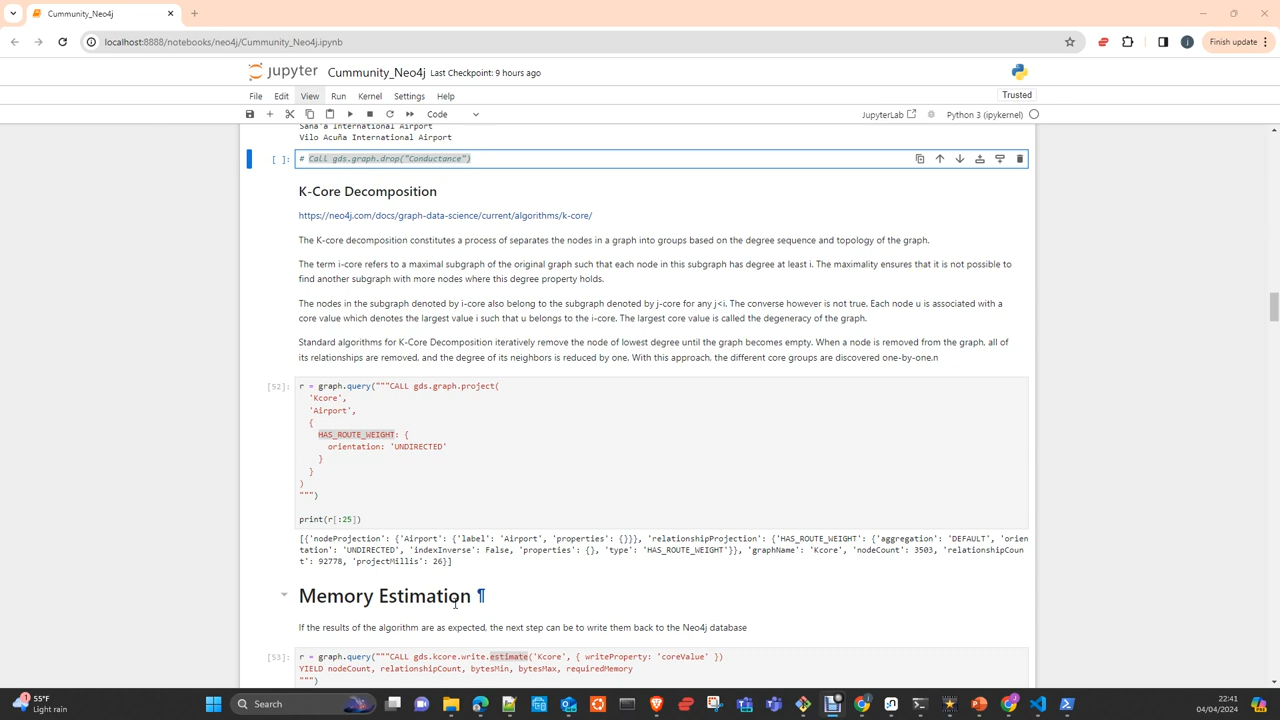 Cummunity_Neo4j
localhost:8888/notebooks/neo4j/Cummunity_Neo4j.ipynb
Finish update
jupyter Cummunity_Neo4j Last Checkpoint: 9 hours ago
File Edit View Run Kernel Settings Help
Trusted
Code
JupyterLab
Python 3 (ipykernel)
Sana'a International Airport
Vilo Acuña International Airport
[ ]: # Call gds.graph.drop("Conductance")
K-Core Decomposition
https://neo4j.com/docs/graph-data-science/current/algorithms/k-core/
The K-core decomposition constitutes a process of separates the nodes in a graph into groups based on the degree sequence and topology of the graph.
The term i-core refers to a maximal subgraph of the original graph such that each node in this subgraph has degree at least i. The maximality ensures that it is not possible to
find another subgraph with more nodes where this degree property holds.
The nodes in the subgraph denoted by i-core also belong to the subgraph denoted by j-core for any j<i. The converse however is not true. Each node u is associated with a
core value which denotes the largest value i such that u belongs to the i-core. The largest core value is called the degeneracy of the graph.
Standard algorithms for K-Core Decomposition iteratively remove the node of lowest degree until the graph becomes empty. When a node is removed from the graph, all of
its relationships are removed, and the degree of its neighbors is reduced by one. With this approach, the different core groups are discovered one-by-one.n
[52]: r = graph.query("""CALL gds.graph.project(
'Kcore',
'Airport',
{
HAS_ROUTE_WEIGHT: {
orientation: 'UNDIRECTED'
}
}
)
""")
print(r[:25])
[{'nodeProjection': {'Airport': {'label': 'Airport', 'properties': {}}}, 'relationshipProjection': {'HAS_ROUTE_WEIGHT': {'aggregation': 'DEFAULT', 'orien
tation': 'UNDIRECTED', 'indexInverse': False, 'properties': {}, 'type': 'HAS_ROUTE_WEIGHT'}}, 'graphName': 'Kcore', 'nodeCount': 3503, 'relationshipCoun
t': 92778, 'projectMillis': 26}]
Memory Estimation ¶
If the results of the algorithm are as expected, the next step can be to write them back to the Neo4j database
[53]: r = graph.query("""CALL gds.kcore.write.estimate('Kcore', { writeProperty: 'coreValue' })
YIELD nodeCount, relationshipCount, bytesMin, bytesMax, requiredMemory
""")
55°F
Light rain
Search
22:41
04/04/2024